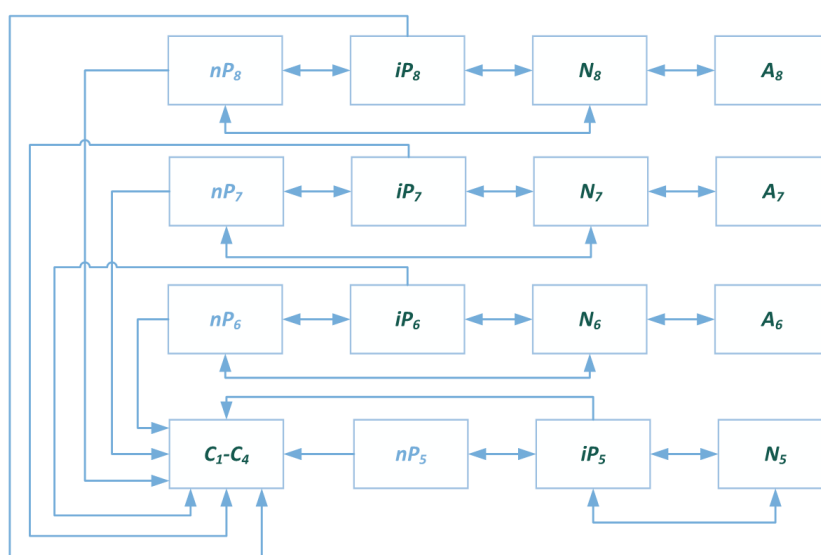 nP₈ iP₈ N₈ A₈
nP₇ iP₇ N₇ A₇
nP₆ iP₆ N₆ A₆
C₁-C₄ nP₅ iP₅ N₅